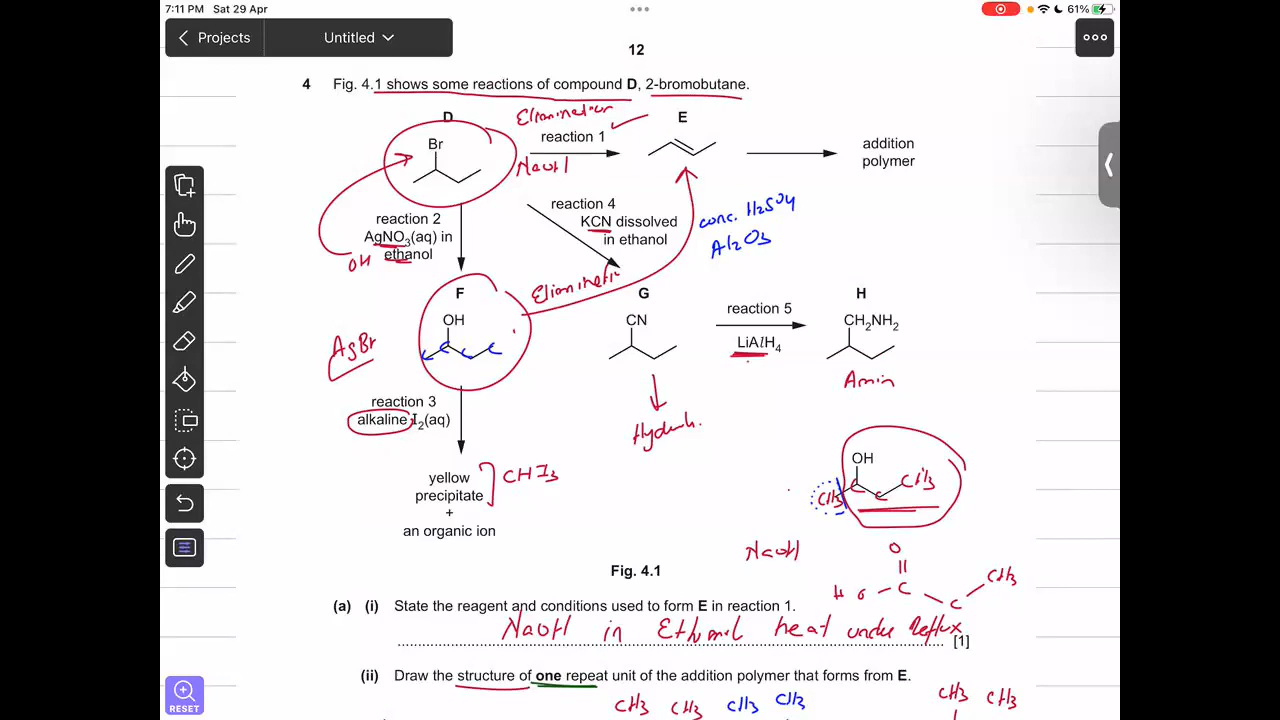 7:11 PM Sat 29 Apr
61%
Projects
Untitled
12
4 Fig. 4.1 shows some reactions of compound D, 2-bromobutane.
Elimination
D
reaction 1
E
Br
NaOH
addition
polymer
reaction 2
AgNO3(aq) in
ethanol
OH
reaction 4
KCN dissolved
in ethanol
conc. H2SO4
Al2O3
F
Elimination
G
H
OH
CN
reaction 5
LiAlH4
CH2NH2
AgBr
Amin
reaction 3
alkaline I2(aq)
yellow
precipitate
+
an organic ion
CHI3
OH
CH3
CH3
NaOH
O
H O - C
C
CH3
Fig. 4.1
(a) (i) State the reagent and conditions used to form E in reaction 1.
NaOH in Ethanol heat under Reflux
[1]
(ii) Draw the structure of one repeat unit of the addition polymer that forms from E.
CH3 CH3 CH3 CH3
CH3 CH3
RESET